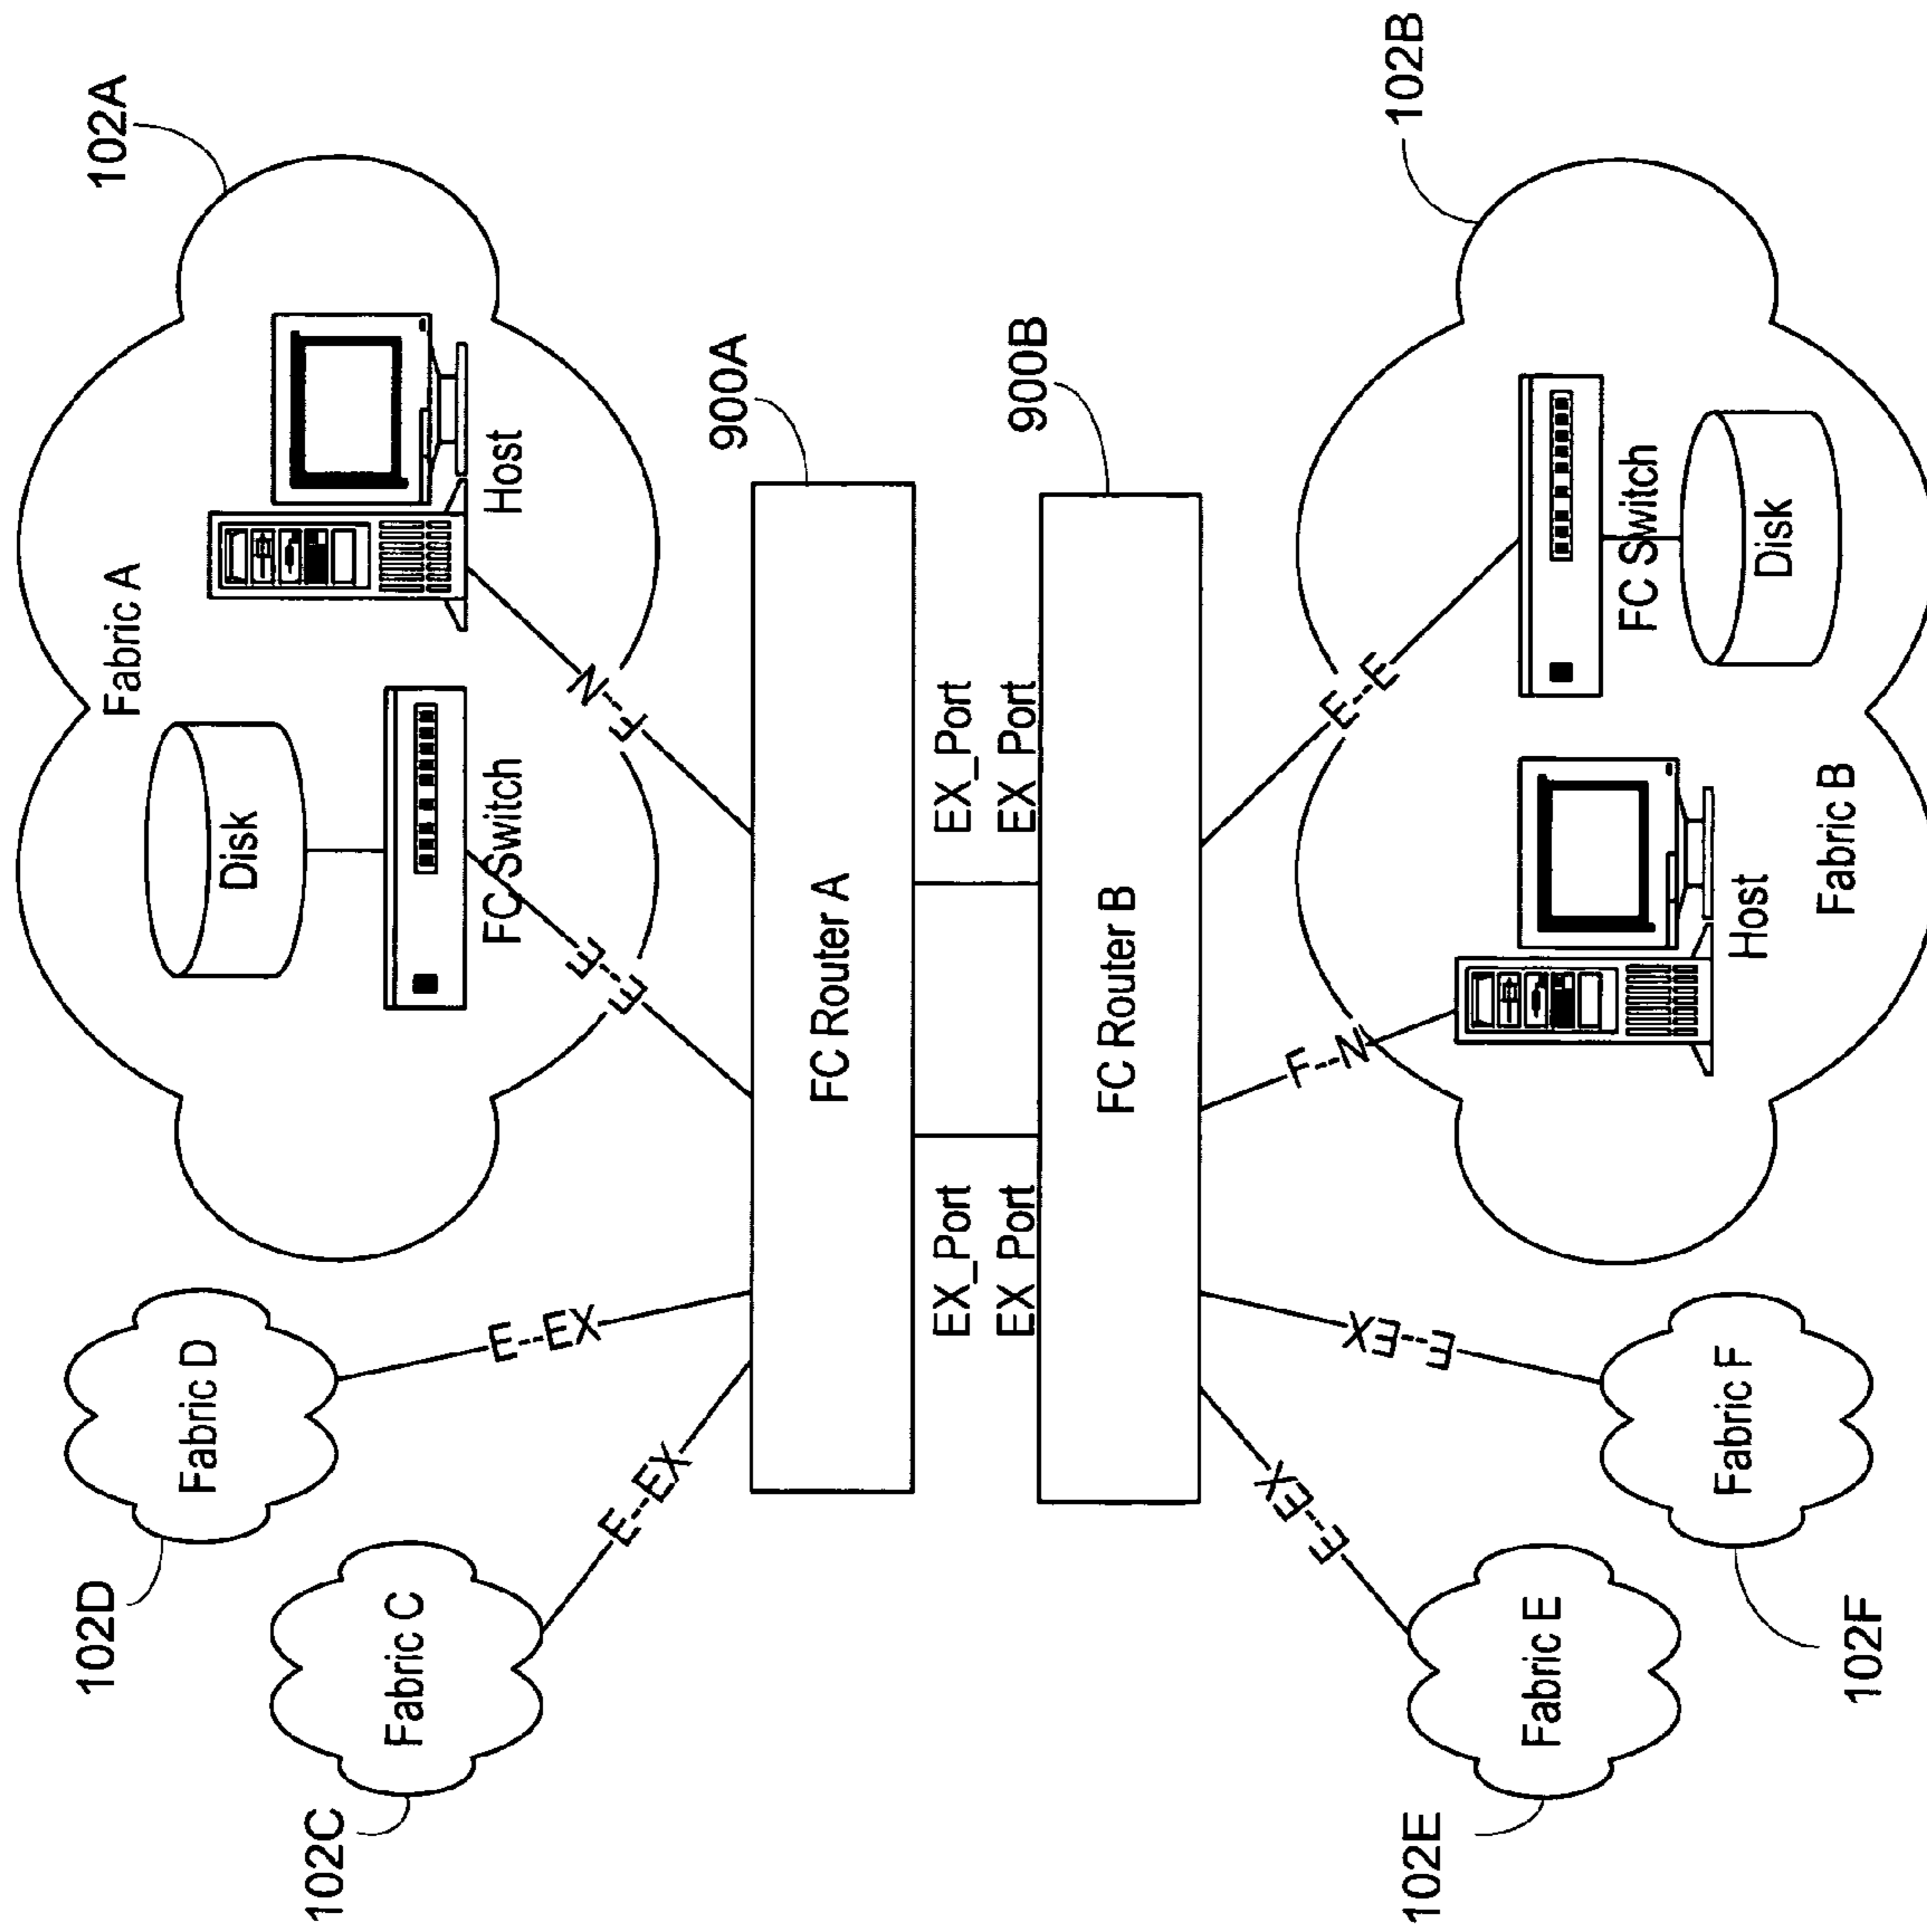 102D
Fabric D
E--EX
102C
Fabric C
E--EX
102A
Fabric A
Disk
FC Switch
E--E
Host
N--F
FC Router A
900A
EX_Port
EX_Port
EX_Port
EX_Port
FC Router B
900B
102E
Fabric E
E--EX
102F
Fabric F
E--EX
F--N
E--E
Host
FC Switch
Disk
Fabric B
102B